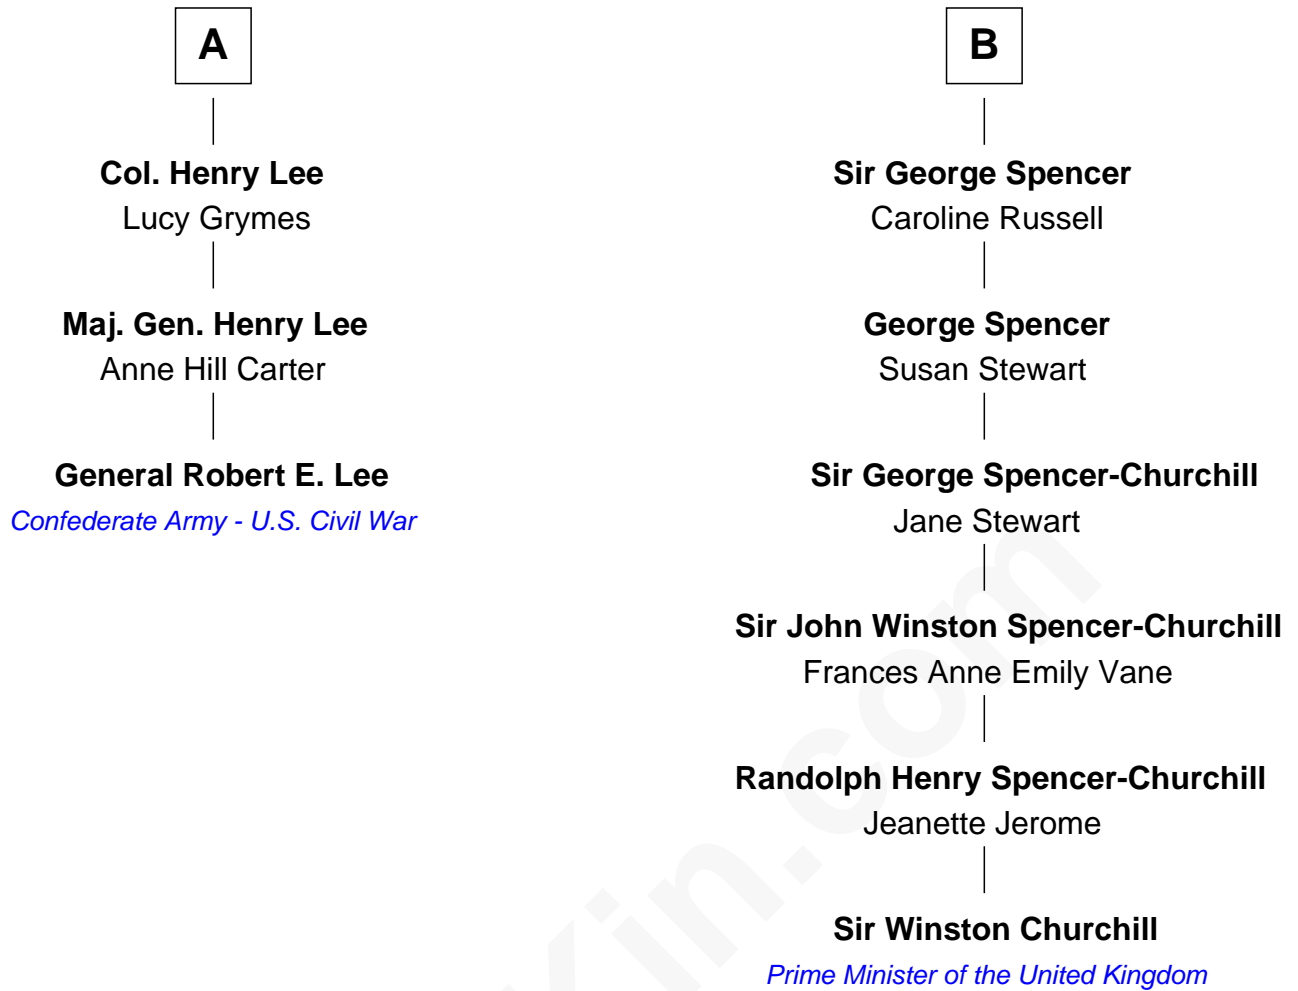 A
Col. Henry Lee
Lucy Grymes
Maj. Gen. Henry Lee
Anne Hill Carter
General Robert E. Lee
Confederate Army - U.S. Civil War
B
Sir George Spencer
Caroline Russell
George Spencer
Susan Stewart
Sir George Spencer-Churchill
Jane Stewart
Sir John Winston Spencer-Churchill
Frances Anne Emily Vane
Randolph Henry Spencer-Churchill
Jeanette Jerome
Sir Winston Churchill
Prime Minister of the United Kingdom
Kin.com